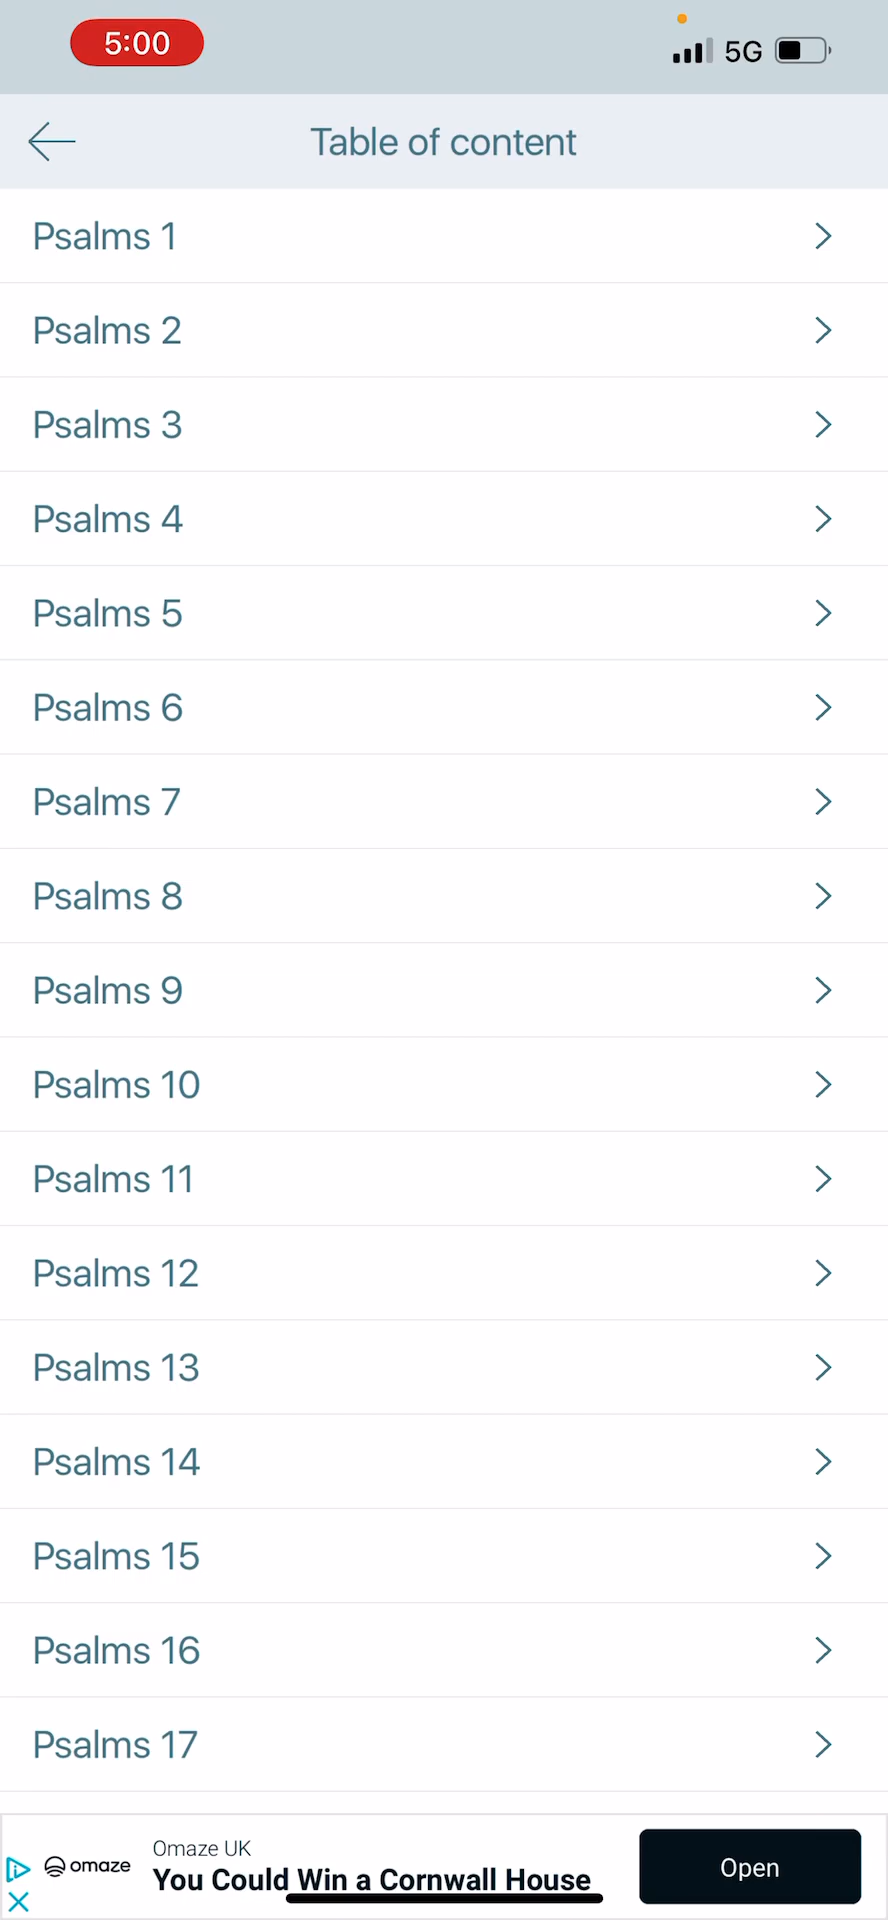 5:00
5G
Table of content
Psalms 1
Psalms 2
Psalms 3
Psalms 4
Psalms 5
Psalms 6
Psalms 7
Psalms 8
Psalms 9
Psalms 10
Psalms 11
Psalms 12
Psalms 13
Psalms 14
Psalms 15
Psalms 16
Psalms 17
omaze
Omaze UK
You Could Win a Cornwall House
Open